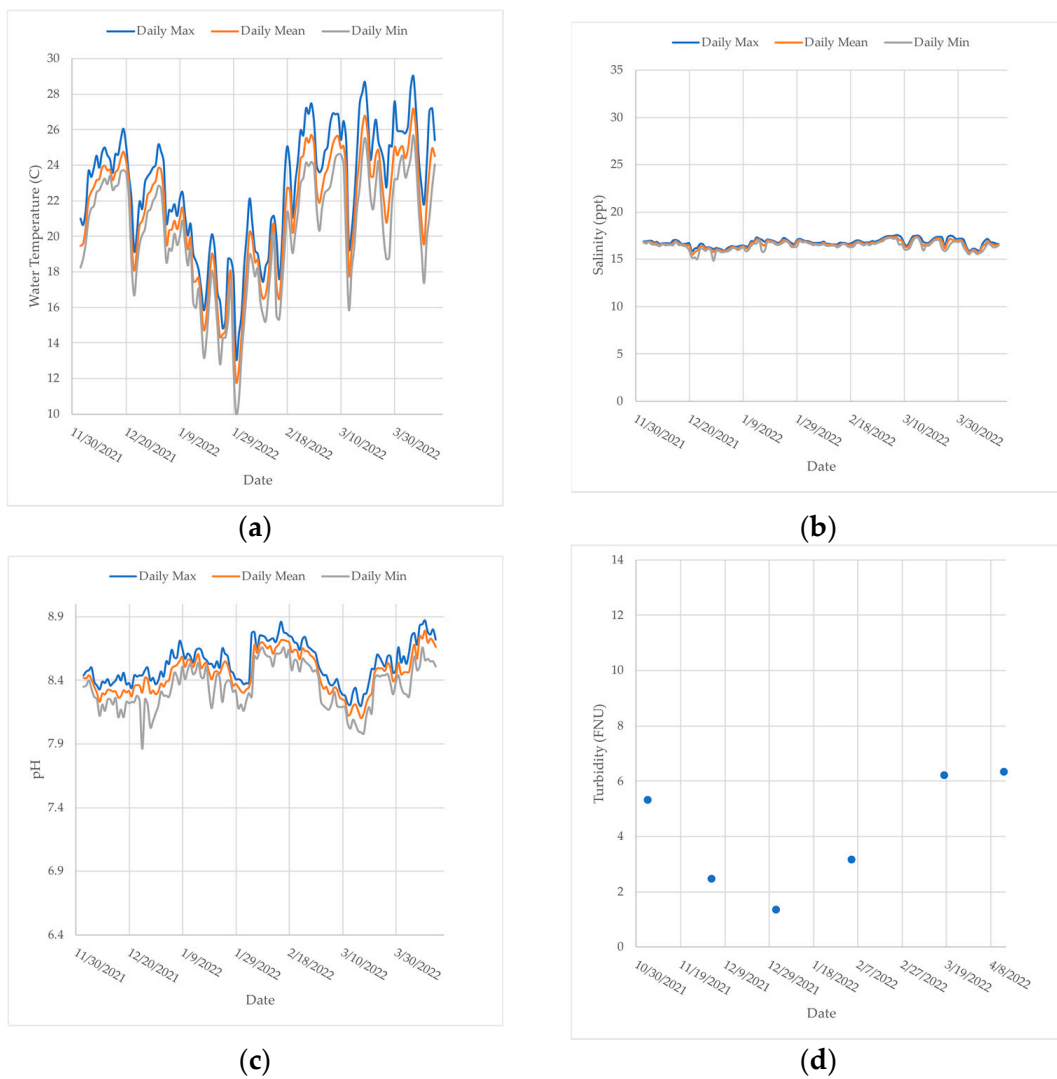 Daily Max Daily Mean Daily Min
30
28
26
24
22
20
18
16
14
12
10
Water Temperature (C)
11/30/2021 12/20/2021 1/9/2022 1/29/2022 2/18/2022 3/10/2022 3/30/2022
Date
(a)
Daily Max Daily Mean Daily Min
35
30
25
20
15
10
5
0
Salinity (ppt)
11/30/2021 12/20/2021 1/9/2022 1/29/2022 2/18/2022 3/10/2022 3/30/2022
Date
(b)
Daily Max Daily Mean Daily Min
8.9
8.4
7.9
7.4
6.9
6.4
pH
11/30/2021 12/20/2021 1/9/2022 1/29/2022 2/18/2022 3/10/2022 3/30/2022
Date
(c)
14
12
10
8
6
4
2
0
Turbidity (FNU)
10/30/2021 11/19/2021 12/9/2021 12/29/2021 1/18/2022 2/7/2022 2/27/2022 3/19/2022 4/8/2022
Date
(d)